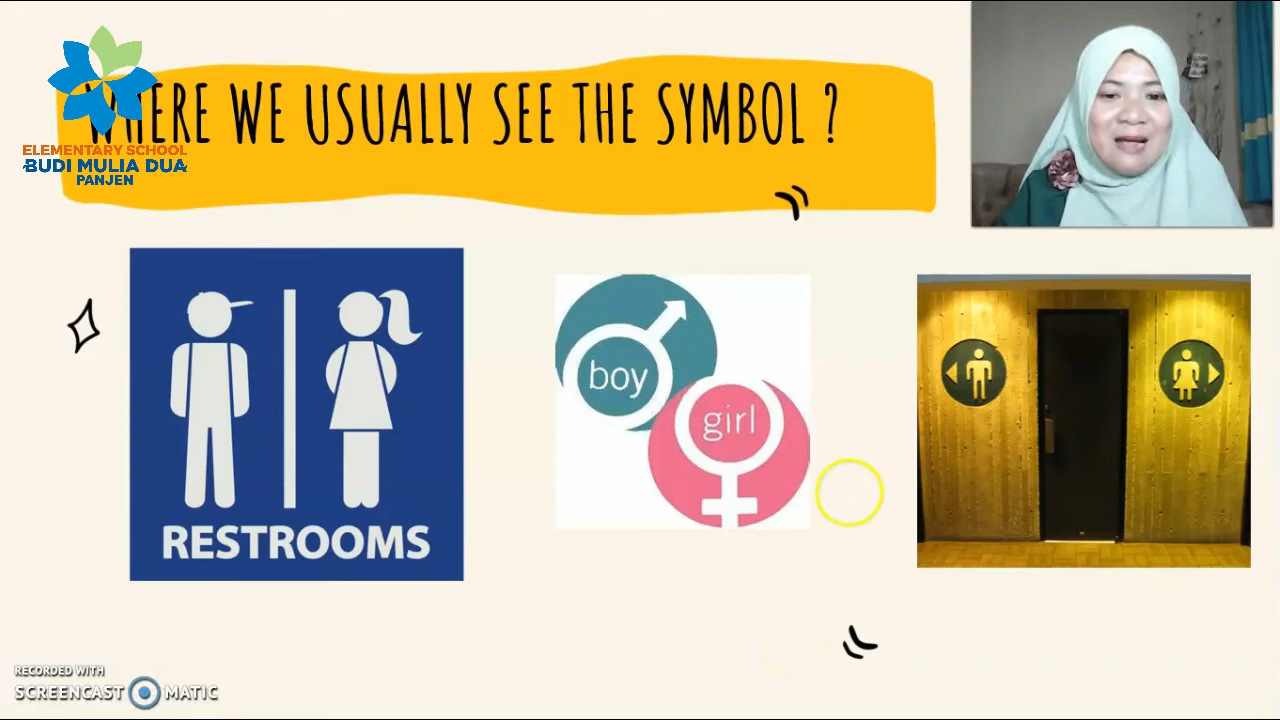 WHERE WE USUALLY SEE THE SYMBOL ?
ELEMENTARY SCHOOL
BUDI MULIA DUA
PANJEN
boy
girl
RESTROOMS
RECORDED WITH
SCREENCAST MATIC